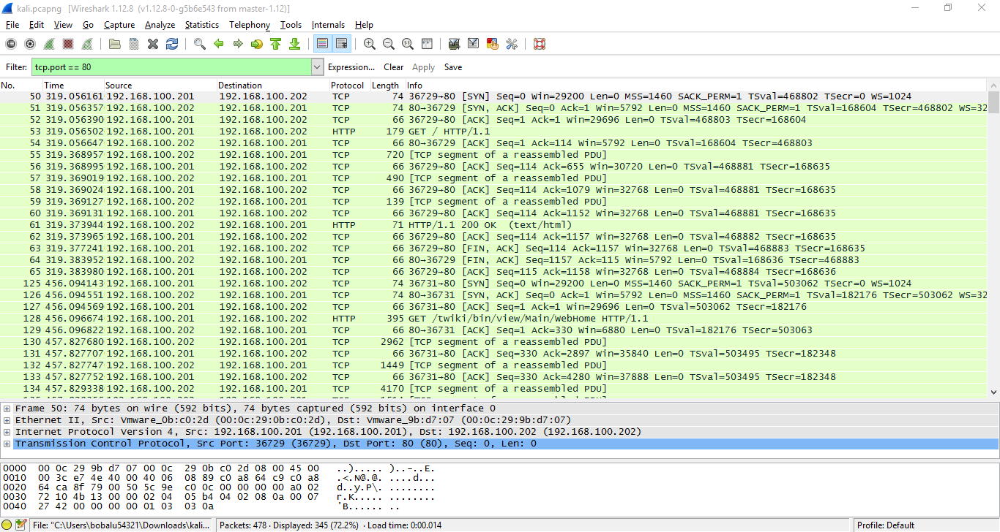 kali.pcapng [Wireshark 1.12.8 (v1.12.8-0-g5b6e543 from master-1.12)]
File Edit View Go Capture Analyze Statistics Telephony Tools Internals Help
Filter: tcp.port == 80 Expression... Clear Apply Save
No. Time Source Destination Protocol Length Info
50 319.056161 192.168.100.201 192.168.100.202 TCP 74 36729→80 [SYN] Seq=0 Win=29200 Len=0 MSS=1460 SACK_PERM=1 TSval=468802 TSecr=0 WS=1024
51 319.056357 192.168.100.202 192.168.100.201 TCP 74 80→36729 [SYN, ACK] Seq=0 Ack=1 Win=5792 Len=0 MSS=1460 SACK_PERM=1 TSval=168604 TSecr=468802 WS=32
52 319.056390 192.168.100.201 192.168.100.202 TCP 66 36729→80 [ACK] Seq=1 Ack=1 Win=29696 Len=0 TSval=468803 TSecr=168604
53 319.056502 192.168.100.201 192.168.100.202 HTTP 179 GET / HTTP/1.1
54 319.056647 192.168.100.202 192.168.100.201 TCP 66 80→36729 [ACK] Seq=1 Ack=114 Win=5792 Len=0 TSval=168604 TSecr=468803
55 319.368957 192.168.100.202 192.168.100.201 TCP 720 [TCP segment of a reassembled PDU]
56 319.368995 192.168.100.201 192.168.100.202 TCP 66 36729→80 [ACK] Seq=114 Ack=655 Win=30720 Len=0 TSval=468881 TSecr=168635
57 319.369019 192.168.100.202 192.168.100.201 TCP 490 [TCP segment of a reassembled PDU]
58 319.369024 192.168.100.201 192.168.100.202 TCP 66 36729→80 [ACK] Seq=114 Ack=1079 Win=32768 Len=0 TSval=468881 TSecr=168635
59 319.369127 192.168.100.202 192.168.100.201 TCP 139 [TCP segment of a reassembled PDU]
60 319.369131 192.168.100.201 192.168.100.202 TCP 66 36729→80 [ACK] Seq=114 Ack=1152 Win=32768 Len=0 TSval=468881 TSecr=168635
61 319.373944 192.168.100.202 192.168.100.201 HTTP 71 HTTP/1.1 200 OK (text/html)
62 319.373965 192.168.100.201 192.168.100.202 TCP 66 36729→80 [ACK] Seq=114 Ack=1157 Win=32768 Len=0 TSval=468882 TSecr=168635
63 319.377241 192.168.100.201 192.168.100.202 TCP 66 36729→80 [FIN, ACK] Seq=114 Ack=1157 Win=32768 Len=0 TSval=468883 TSecr=168635
64 319.383952 192.168.100.202 192.168.100.201 TCP 66 80→36729 [FIN, ACK] Seq=1157 Ack=115 Win=5792 Len=0 TSval=168636 TSecr=468883
65 319.383980 192.168.100.201 192.168.100.202 TCP 66 36729→80 [ACK] Seq=115 Ack=1158 Win=32768 Len=0 TSval=468884 TSecr=168636
125 456.094143 192.168.100.201 192.168.100.202 TCP 74 36731→80 [SYN] Seq=0 Win=29200 Len=0 MSS=1460 SACK_PERM=1 TSval=503062 TSecr=0 WS=1024
126 456.094551 192.168.100.202 192.168.100.201 TCP 74 80→36731 [SYN, ACK] Seq=0 Ack=1 Win=5792 Len=0 MSS=1460 SACK_PERM=1 TSval=182176 TSecr=503062 WS=32
127 456.094569 192.168.100.201 192.168.100.202 TCP 66 36731→80 [ACK] Seq=1 Ack=1 Win=29696 Len=0 TSval=503062 TSecr=182176
128 456.096674 192.168.100.201 192.168.100.202 HTTP 395 GET /twiki/bin/view/Main/WebHome HTTP/1.1
129 456.096822 192.168.100.202 192.168.100.201 TCP 66 80→36731 [ACK] Seq=1 Ack=330 Win=6880 Len=0 TSval=182176 TSecr=503063
130 457.827680 192.168.100.202 192.168.100.201 TCP 2962 [TCP segment of a reassembled PDU]
131 457.827707 192.168.100.201 192.168.100.202 TCP 66 36731→80 [ACK] Seq=330 Ack=2897 Win=35840 Len=0 TSval=503495 TSecr=182348
132 457.827747 192.168.100.202 192.168.100.201 TCP 1449 [TCP segment of a reassembled PDU]
133 457.827752 192.168.100.201 192.168.100.202 TCP 66 36731→80 [ACK] Seq=330 Ack=4280 Win=37888 Len=0 TSval=503495 TSecr=182348
134 457.829338 192.168.100.202 192.168.100.201 TCP 4170 [TCP segment of a reassembled PDU]
Frame 50: 74 bytes on wire (592 bits), 74 bytes captured (592 bits) on interface 0
Ethernet II, Src: Vmware_0b:c0:2d (00:0c:29:0b:c0:2d), Dst: Vmware_9b:d7:07 (00:0c:29:9b:d7:07)
Internet Protocol Version 4, Src: 192.168.100.201 (192.168.100.201), Dst: 192.168.100.202 (192.168.100.202)
Transmission Control Protocol, Src Port: 36729 (36729), Dst Port: 80 (80), Seq: 0, Len: 0
0000 00 0c 29 9b d7 07 00 0c 29 0b c0 2d 08 00 45 00 ..)..... )..-..E.
0010 00 3c e7 4e 40 00 40 06 08 89 c0 a8 64 c9 c0 a8 .<.N@.@. ....d...
0020 64 ca 8f 79 00 50 5c 9e c0 0c 00 00 00 00 a0 02 d..y.P\. ........
0030 72 10 4b 13 00 00 02 04 05 b4 04 02 08 0a 00 07 r.K..... ........
0040 27 42 00 00 00 00 01 03 03 0a 'B...... ..
File: "C:\Users\bobalu54321\Downloads\kali... Packets: 478 · Displayed: 345 (72.2%) · Load time: 0:00.014 Profile: Default